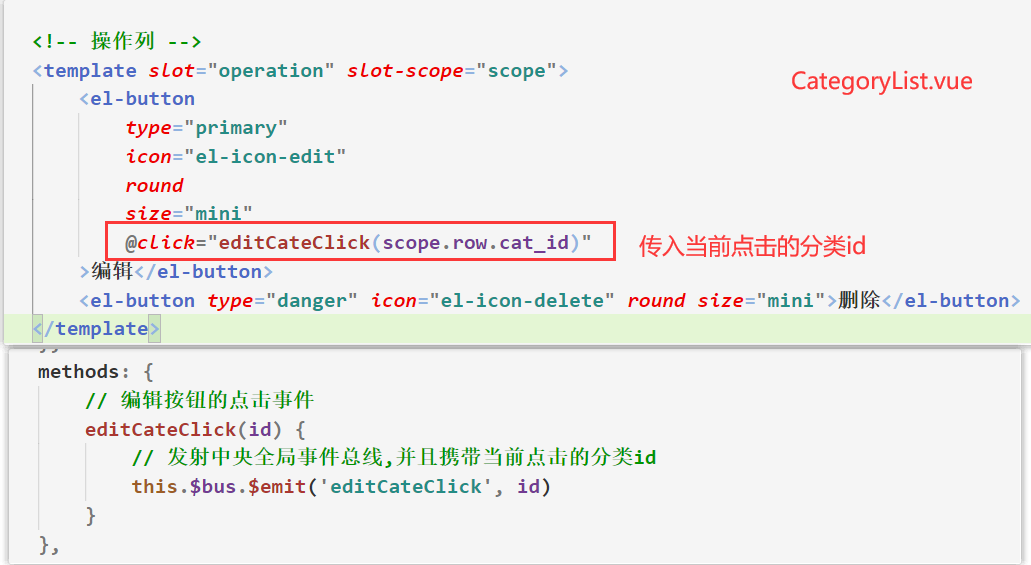 <!-- 操作列 -->
<template slot="operation" slot-scope="scope">
CategoryList.vue
<el-button
type="primary"
icon="el-icon-edit"
round
size="mini"
@click="editCateClick(scope.row.cat_id)"
传入当前点击的分类id
>编辑</el-button>
<el-button type="danger" icon="el-icon-delete" round size="mini">删除</el-button>
</template>
methods: {
// 编辑按钮的点击事件
editCateClick(id) {
// 发射中央全局事件总线,并且携带当前点击的分类id
this.$bus.$emit('editCateClick', id)
}
},